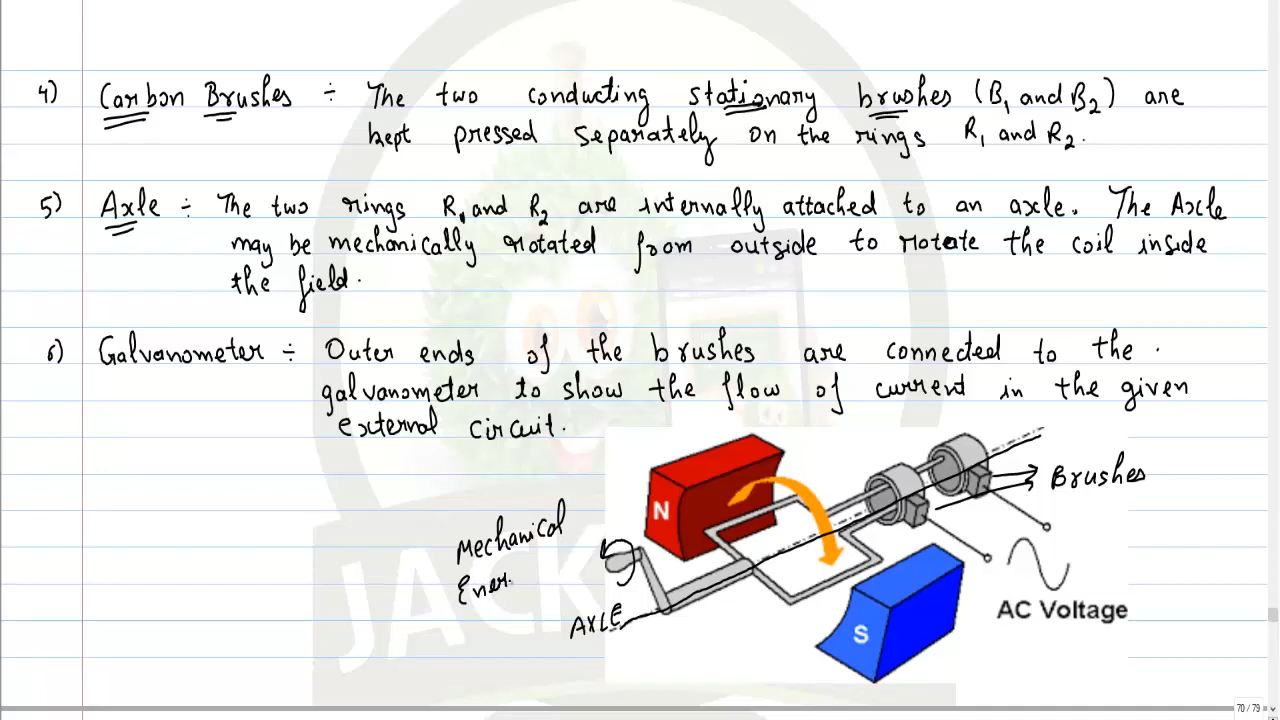 4) Carbon Brushes ÷ The two conducting stationary brushes (B₁ and B₂) are
kept pressed separately on the rings R₁ and R₂.
5) Axle ÷ The two rings R₁ and R₂ are internally attached to an axle. The Axle
may be mechanically rotated from outside to rotate the coil inside
the field.
6) Galvanometer ÷ Outer ends of the brushes are connected to the
galvanometer to show the flow of current in the given
external circuit.
N
Brushes
Mechanical
Ener
AXLE
S
AC Voltage
JACK
70 / 79